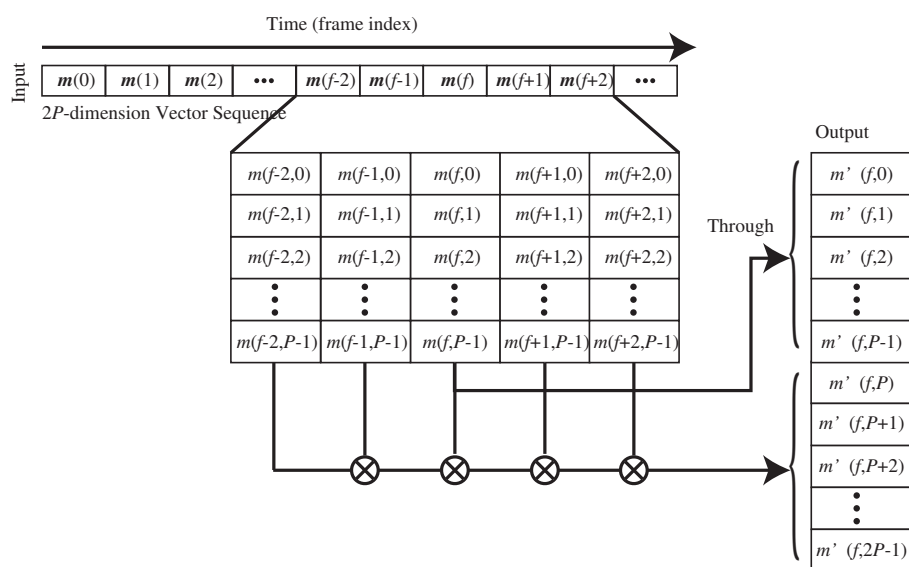 Time (frame index)
Input
m(0) m(1) m(2) ••• m(f-2) m(f-1) m(f) m(f+1) m(f+2) •••
2P-dimension Vector Sequence
Output
m(f-2,0) m(f-1,0) m(f,0) m(f+1,0) m(f+2,0)
m’ (f,0)
m(f-2,1) m(f-1,1) m(f,1) m(f+1,1) m(f+2,1)
m’ (f,1)
Through
m(f-2,2) m(f-1,2) m(f,2) m(f+1,2) m(f+2,2)
m’ (f,2)
m(f-2,P-1) m(f-1,P-1) m(f,P-1) m(f+1,P-1) m(f+2,P-1)
m’ (f,P-1)
m’ (f,P)
m’ (f,P+1)
m’ (f,P+2)
m’ (f,2P-1)